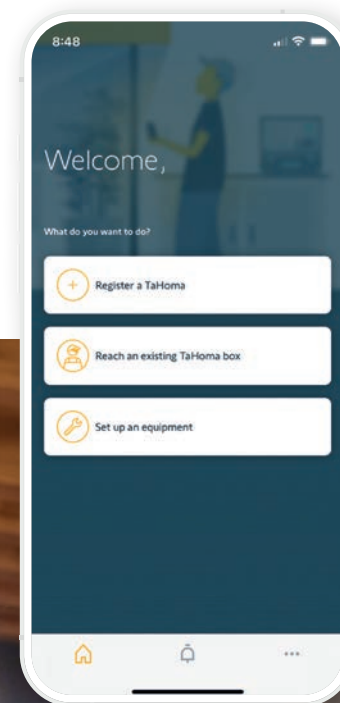 8:48
Welcome,
What do you want to do?
Register a TaHoma
Reach an existing TaHoma box
Set up an equipment